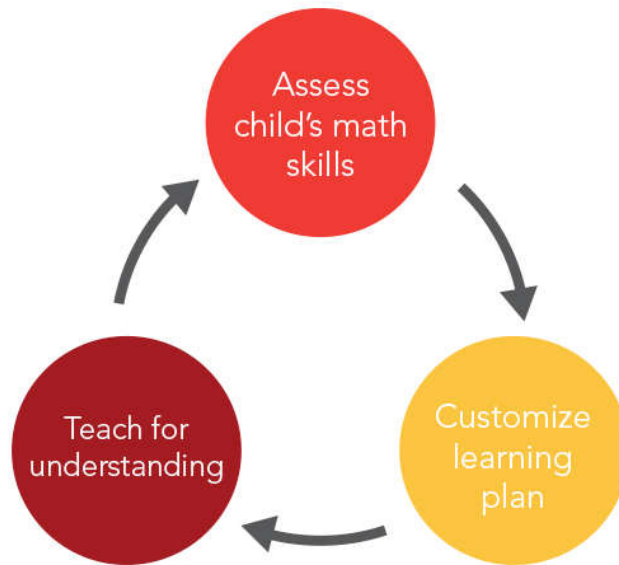 Assess
child’s math
skills
Customize
learning
plan
Teach for
understanding